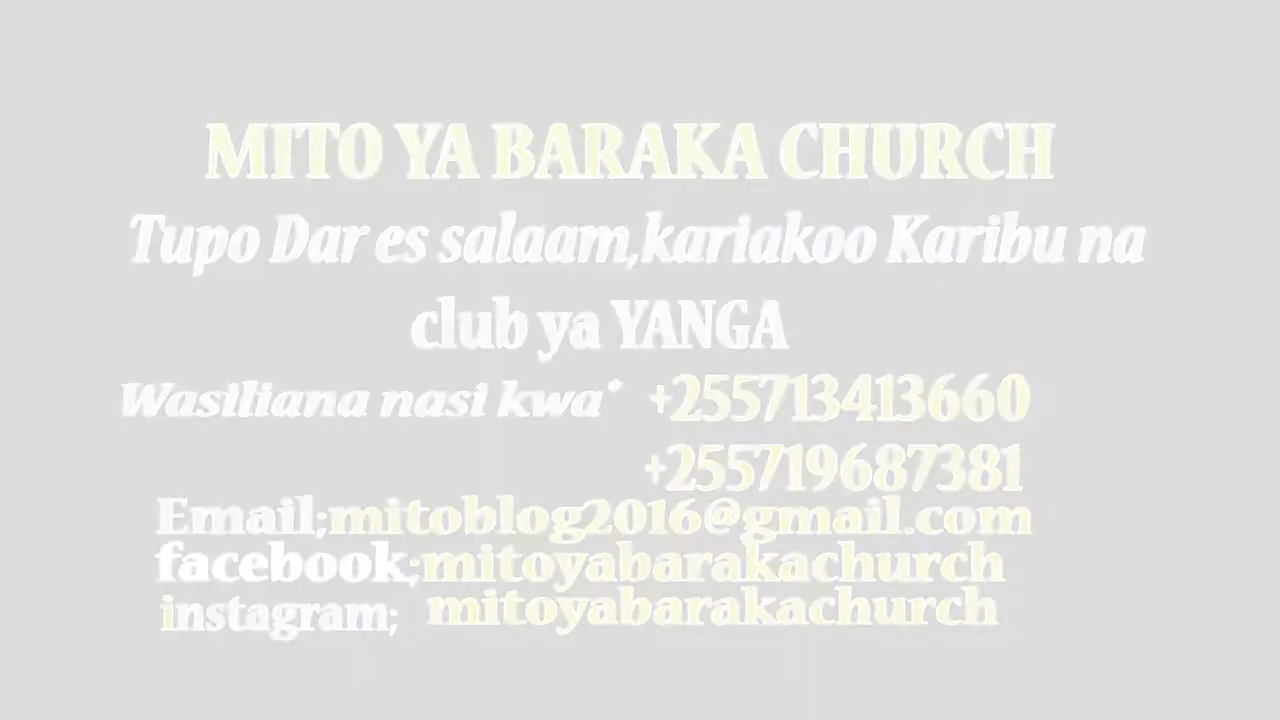 MITO YA BARAKA CHURCH
Tupo Dar es salaam,kariakoo Karibu na
club ya YANGA
Wasiliana nasi kwa" +255713413660
+255719687381
Email;mitoblog2016@gmail.com
facebook;mitoyabarakachurch
instagram; mitoyabarakachurch